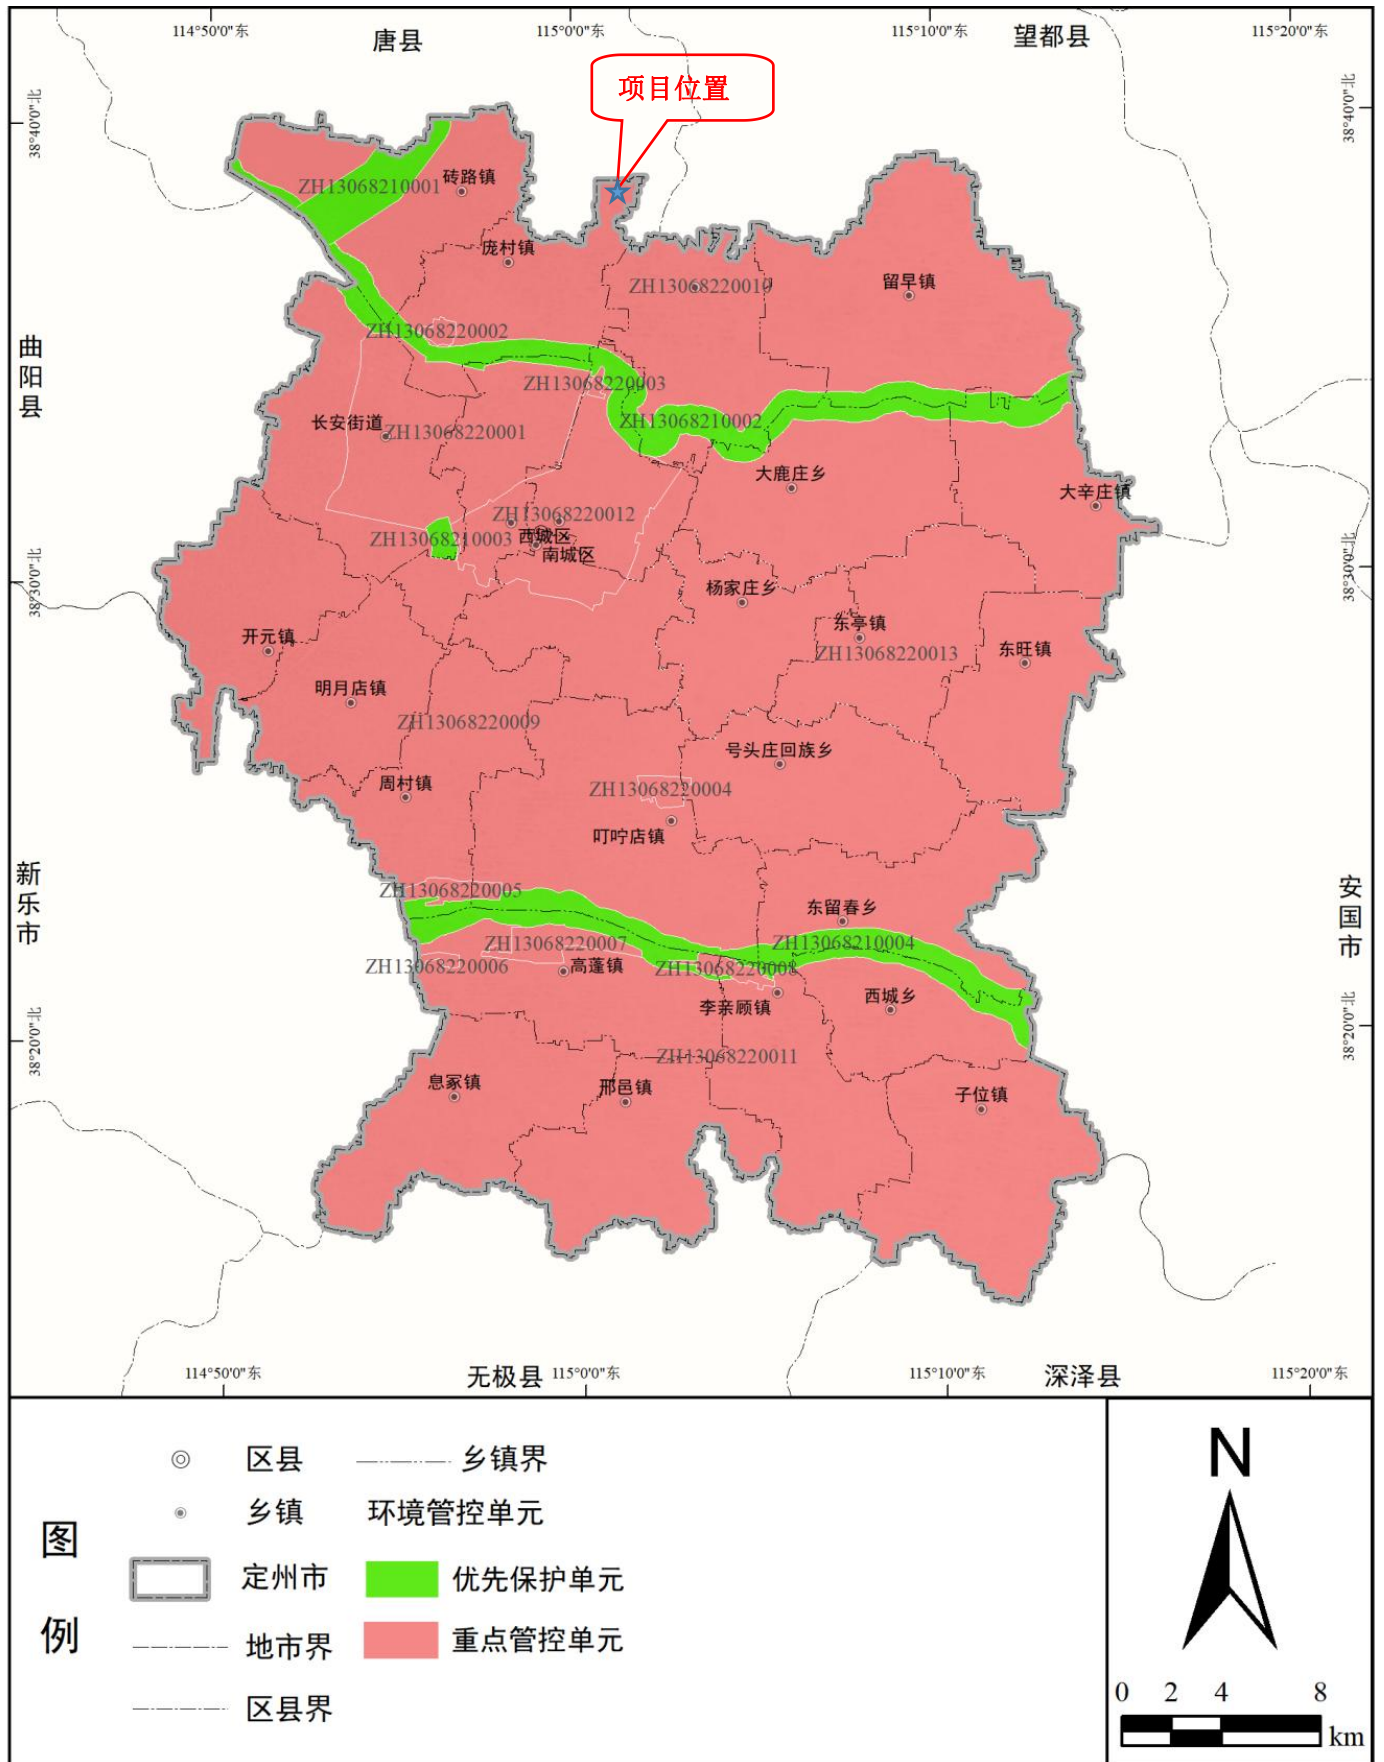 114°50'0"东
115°0'0"东
115°10'0"东
115°20'0"东
唐县
望都县
项目位置
38°40'0"北
38°40'0"北
ZH13068210001
砖路镇
庞村镇
ZH13068220010
留早镇
曲阳县
ZH13068220002
ZH13068220003
长安街道
ZH13068220001
ZH13068210002
大鹿庄乡
大辛庄镇
ZH13068220012
ZH13068210003
西城区
南城区
38°30'0"北
38°30'0"北
杨家庄乡
东亭镇
开元镇
ZH13068220013
东旺镇
明月店镇
ZH13068220009
号头庄回族乡
周村镇
ZH13068220004
叮咛店镇
新乐市
安国市
ZH13068220005
东留春乡
ZH13068220007
ZH13068210004
ZH13068220006
高蓬镇
ZH13068220008
李亲顾镇
西城乡
38°20'0"北
38°20'0"北
ZH13068220011
息冢镇
邢邑镇
子位镇
114°50'0"东
无极县
115°0'0"东
115°10'0"东
深泽县
115°20'0"东
图例
区县
乡镇界
乡镇
环境管控单元
定州市
优先保护单元
地市界
重点管控单元
区县界
N
0 2 4 8
km